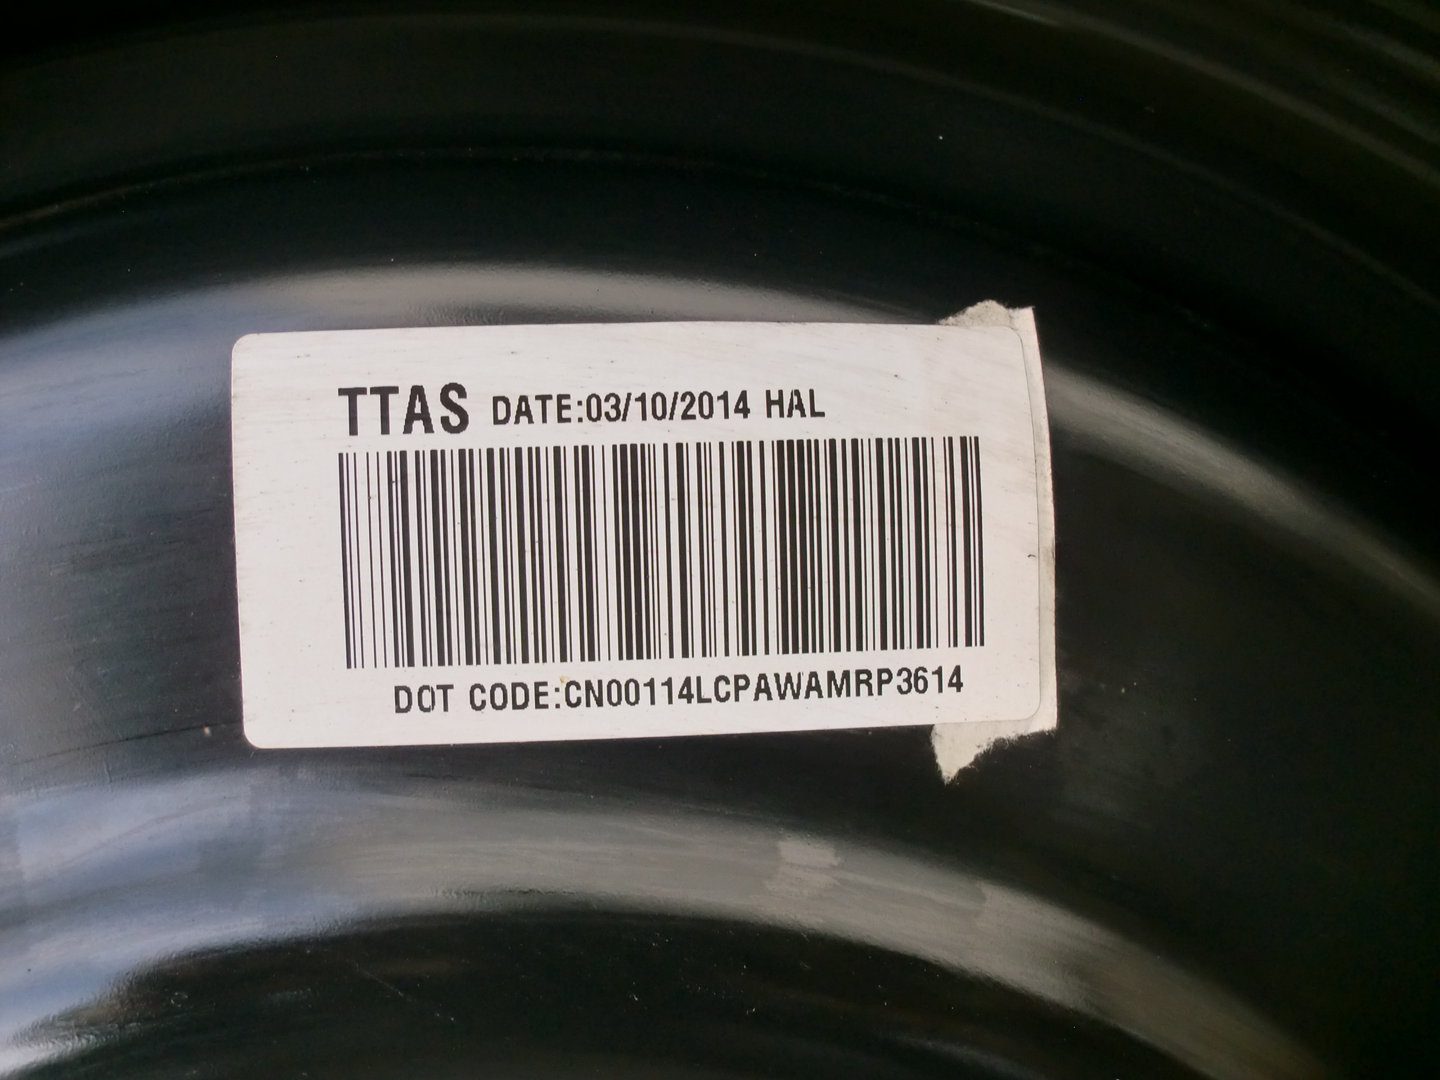 TTAS DATE:03/10/2014 HAL
DOT CODE:CN00114LCPAWAMRP3614